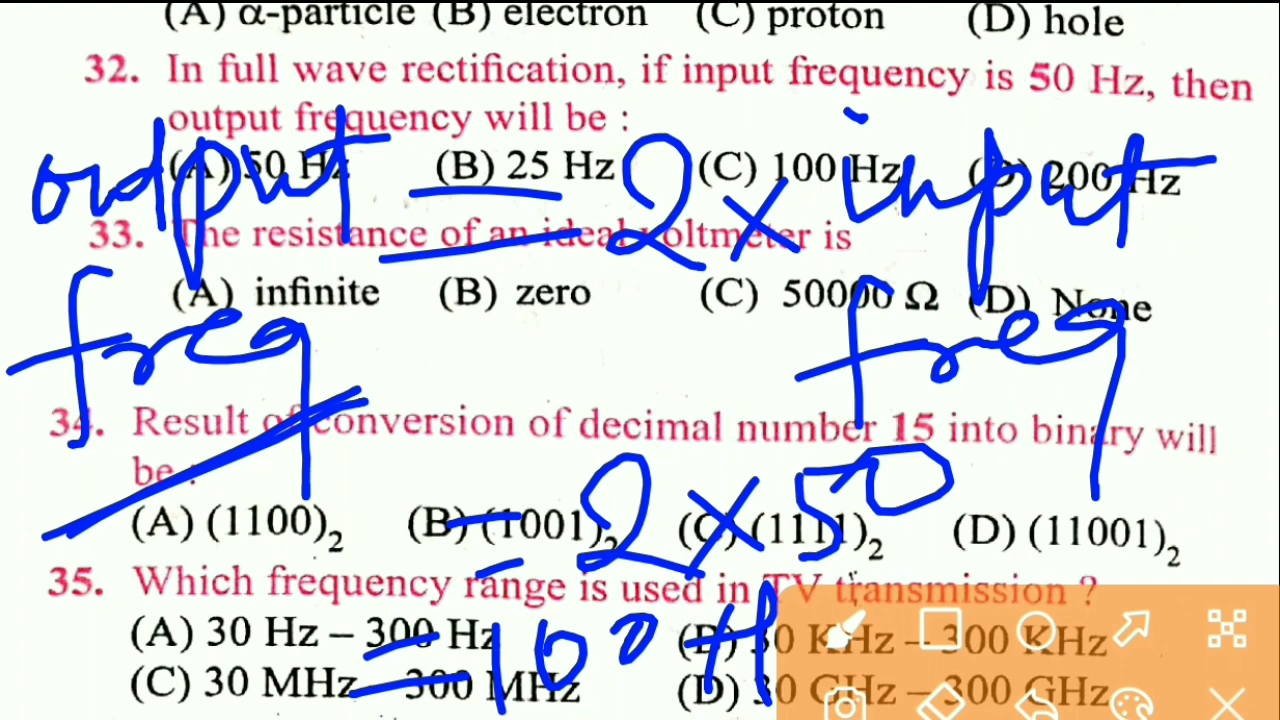 (A) α-particle (B) electron (C) proton (D) hole
32. In full wave rectification, if input frequency is 50 Hz, then
output frequency will be :
(A) 50 Hz (B) 25 Hz (C) 100 Hz (D) 200 Hz
output = 2 × input
33. The resistance of an ideal voltmeter is
(A) infinite (B) zero (C) 50000 Ω (D) None
freq freq
34. Result of conversion of decimal number 15 into binary will
be :
= 2 × 50
(A) (1100)₂ (B) (1001)₂ (C) (1111)₂ (D) (11001)₂
35. Which frequency range is used in TV transmission ?
(A) 30 Hz – 300 Hz (B) 30 KHz – 300 KHz
= 100 H
(C) 30 MHz – 300 MHz (D) 30 GHz – 300 GHz